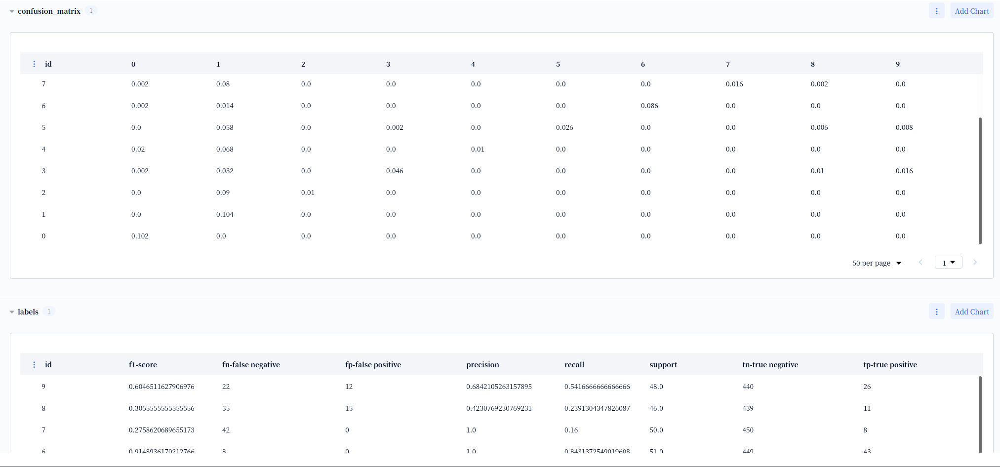 confusion_matrix 1 Add Chart
id 0 1 2 3 4 5 6 7 8 9
7 0.002 0.08 0.0 0.0 0.0 0.0 0.0 0.016 0.002 0.0
6 0.002 0.014 0.0 0.0 0.0 0.0 0.086 0.0 0.0 0.0
5 0.0 0.058 0.0 0.002 0.0 0.026 0.0 0.0 0.006 0.008
4 0.02 0.068 0.0 0.0 0.01 0.0 0.0 0.0 0.0 0.0
3 0.002 0.032 0.0 0.046 0.0 0.0 0.0 0.0 0.01 0.016
2 0.0 0.09 0.01 0.0 0.0 0.0 0.0 0.0 0.0 0.0
1 0.0 0.104 0.0 0.0 0.0 0.0 0.0 0.0 0.0 0.0
0 0.102 0.0 0.0 0.0 0.0 0.0 0.0 0.0 0.0 0.0
50 per page 1
labels 1 Add Chart
id f1-score fn-false negative fp-false positive precision recall support tn-true negative tp-true positive
9 0.6046511627906976 22 12 0.6842105263157895 0.5416666666666666 48.0 440 26
8 0.3055555555555556 35 15 0.4230769230769231 0.2391304347826087 46.0 439 11
7 0.2758620689655173 42 0 1.0 0.16 50.0 450 8
6 0.9148936170212766 8 0 1.0 0.8431372549019608 51.0 449 43